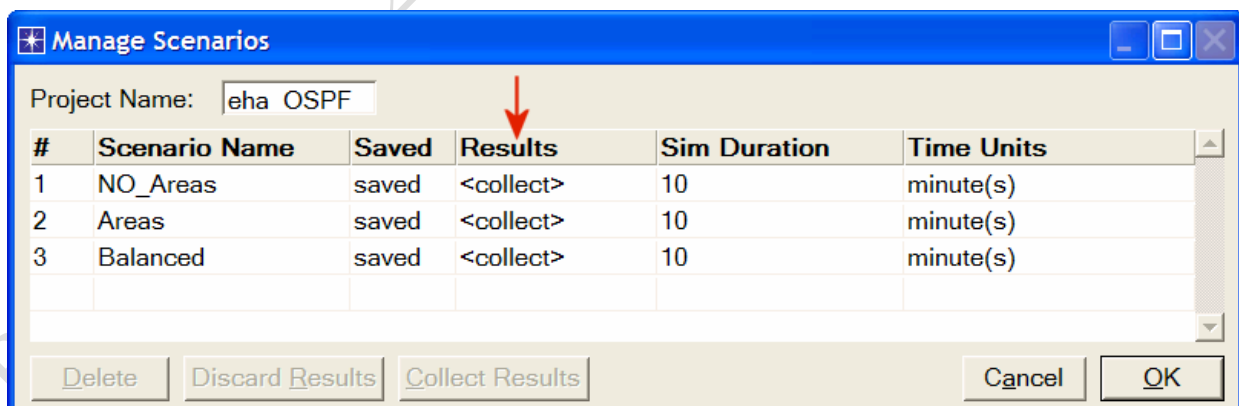 Manage Scenarios
Project Name: eha OSPF
# Scenario Name Saved Results Sim Duration Time Units
1 NO_Areas saved <collect> 10 minute(s)
2 Areas saved <collect> 10 minute(s)
3 Balanced saved <collect> 10 minute(s)
Delete Discard Results Collect Results Cancel OK